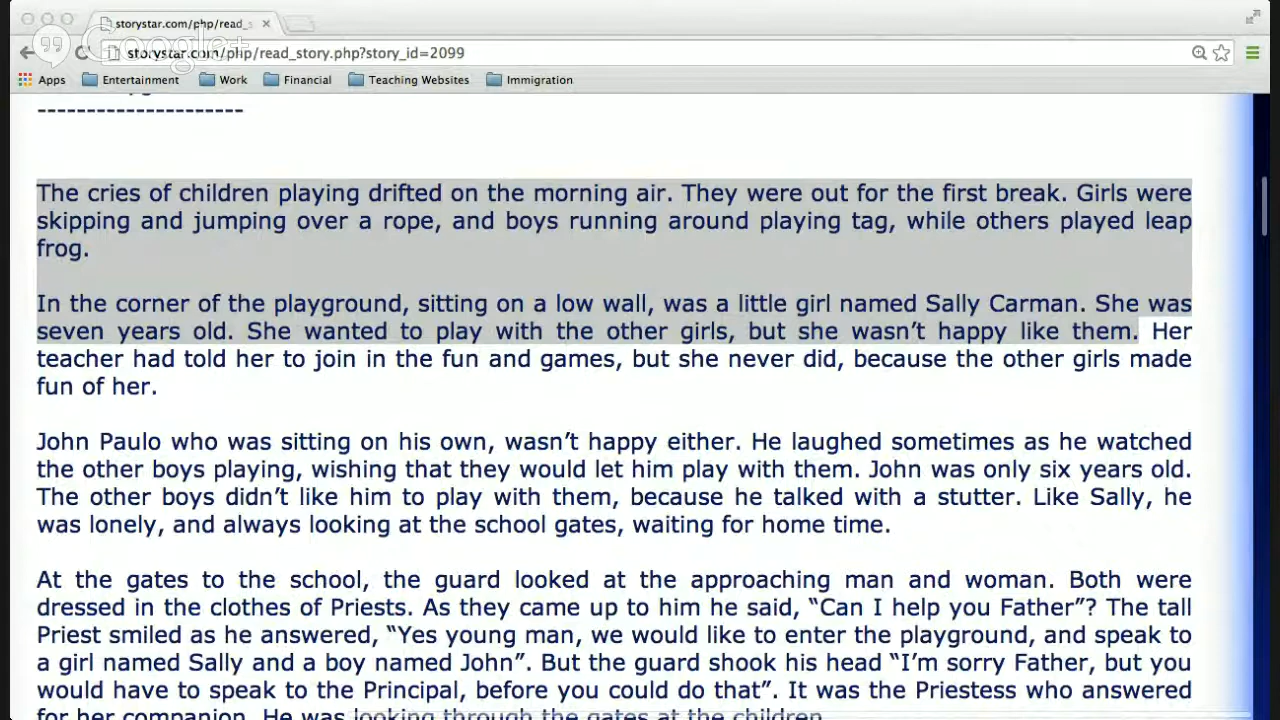 storystar.com/php/read_s
Google+
storystar.com/php/read_story.php?story_id=2099
Apps Entertainment Work Financial Teaching Websites Immigration
---------------------
The cries of children playing drifted on the morning air. They were out for the first break. Girls were
skipping and jumping over a rope, and boys running around playing tag, while others played leap
frog.
In the corner of the playground, sitting on a low wall, was a little girl named Sally Carman. She was
seven years old. She wanted to play with the other girls, but she wasn’t happy like them. Her
teacher had told her to join in the fun and games, but she never did, because the other girls made
fun of her.
John Paulo who was sitting on his own, wasn’t happy either. He laughed sometimes as he watched
the other boys playing, wishing that they would let him play with them. John was only six years old.
The other boys didn’t like him to play with them, because he talked with a stutter. Like Sally, he
was lonely, and always looking at the school gates, waiting for home time.
At the gates to the school, the guard looked at the approaching man and woman. Both were
dressed in the clothes of Priests. As they came up to him he said, “Can I help you Father”? The tall
Priest smiled as he answered, “Yes young man, we would like to enter the playground, and speak to
a girl named Sally and a boy named John”. But the guard shook his head “I’m sorry Father, but you
would have to speak to the Principal, before you could do that”. It was the Priestess who answered
for her companion. He was looking through the gates at the children